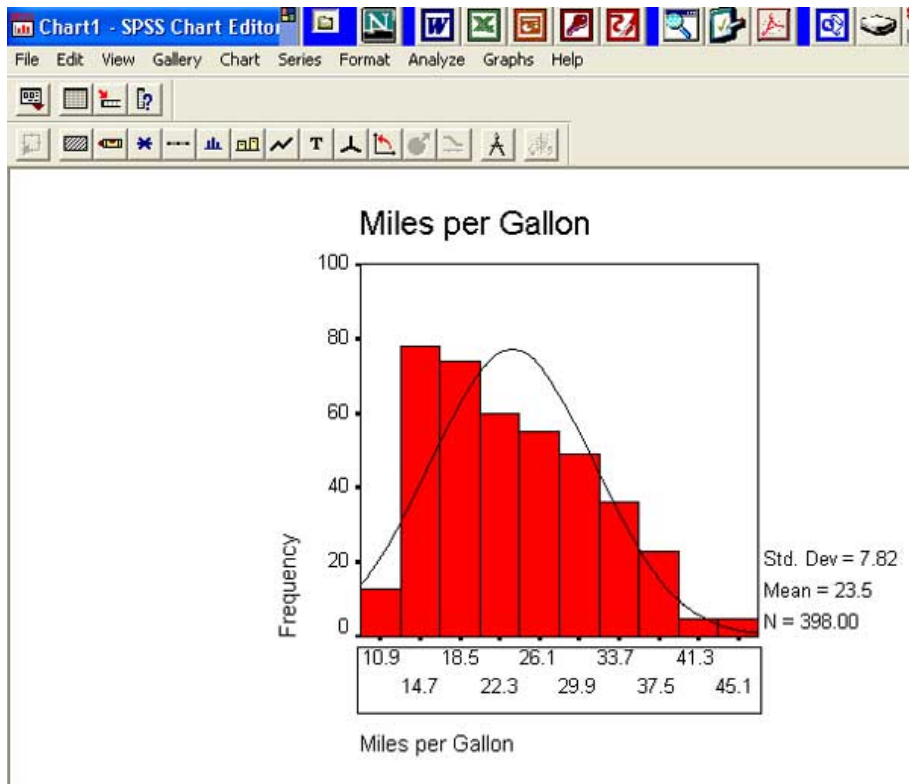 Chart1 - SPSS Chart Editor
File Edit View Gallery Chart Series Format Analyze Graphs Help
T
Miles per Gallon
100
80
60
40
20
0
Frequency
Std. Dev = 7.82
Mean = 23.5
N = 398.00
10.9 18.5 26.1 33.7 41.3
14.7 22.3 29.9 37.5 45.1
Miles per Gallon